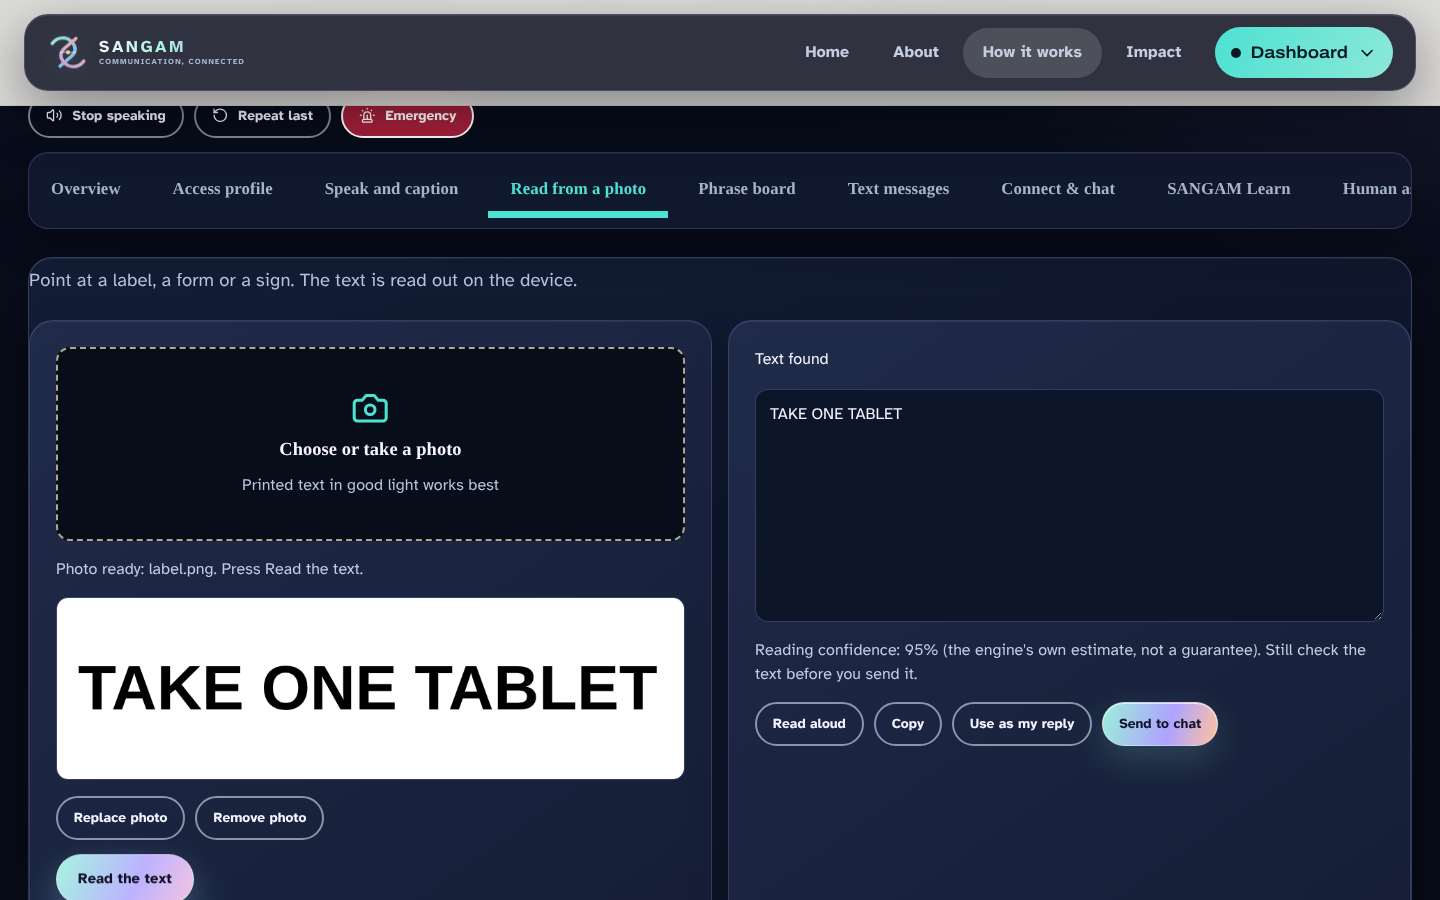 SANGAM
COMMUNICATION, CONNECTED
Home
About
How it works
Impact
Dashboard
Stop speaking
Repeat last
Emergency
Overview
Access profile
Speak and caption
Read from a photo
Phrase board
Text messages
Connect & chat
SANGAM Learn
Human
Point at a label, a form or a sign. The text is read out on the device.
Choose or take a photo
Printed text in good light works best
Photo ready: label.png. Press Read the text.
TAKE ONE TABLET
Replace photo
Remove photo
Read the text
Text found
TAKE ONE TABLET
Reading confidence: 95% (the engine's own estimate, not a guarantee). Still check the
text before you send it.
Read aloud
Copy
Use as my reply
Send to chat